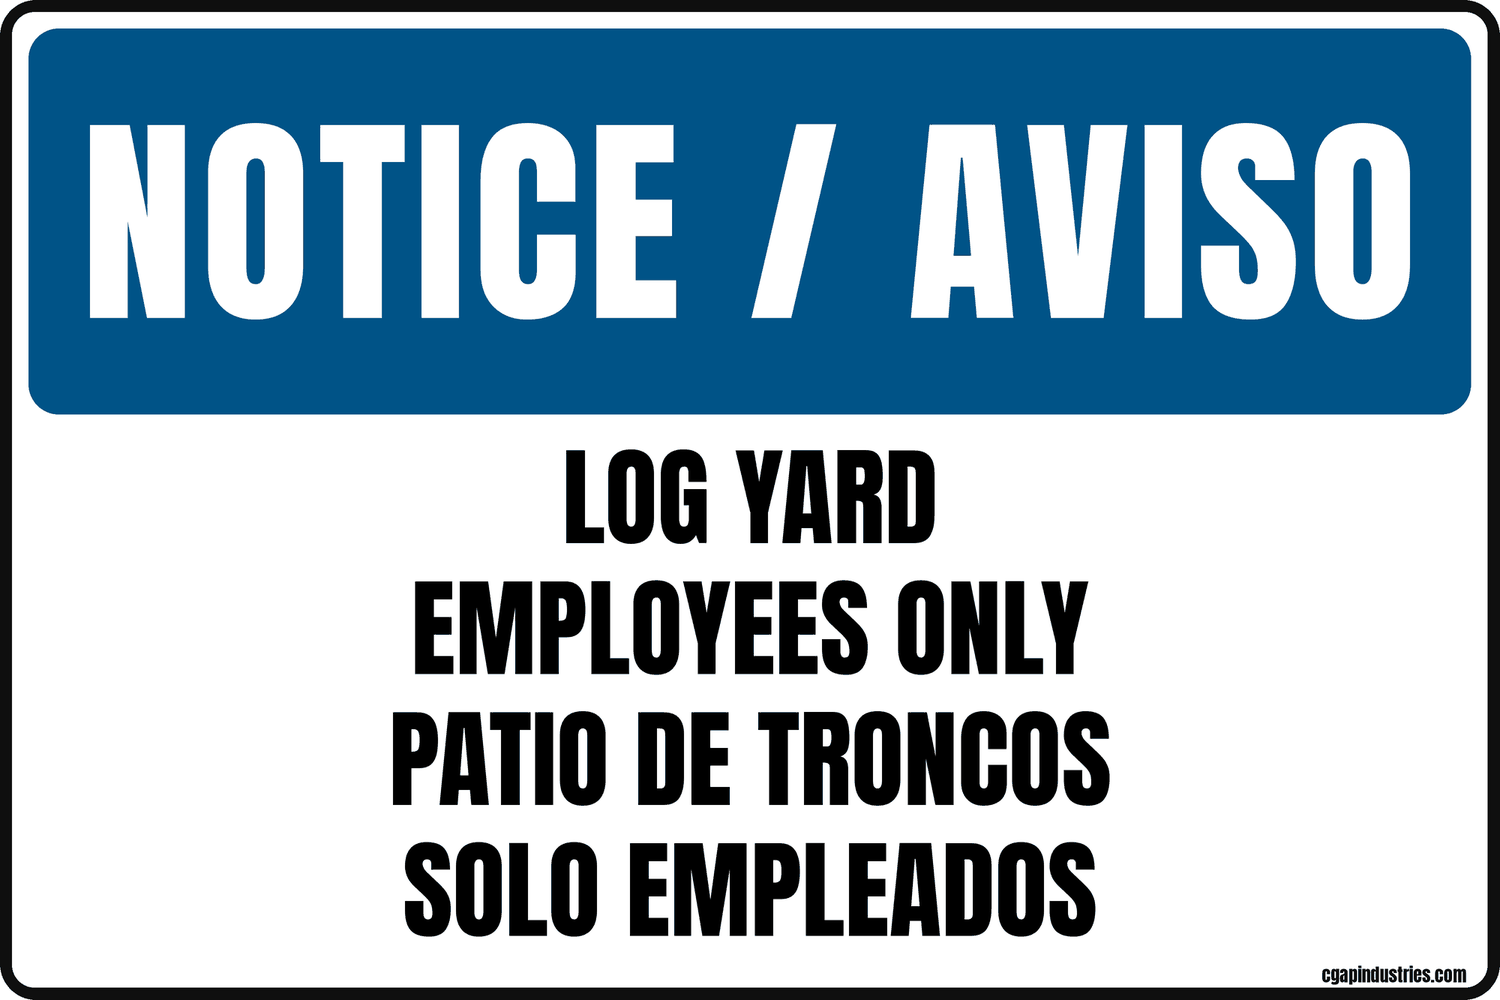 NOTICE / AVISO
LOG YARD
EMPLOYEES ONLY
PATIO DE TRONCOS
SOLO EMPLEADOS
cgapindustries.com